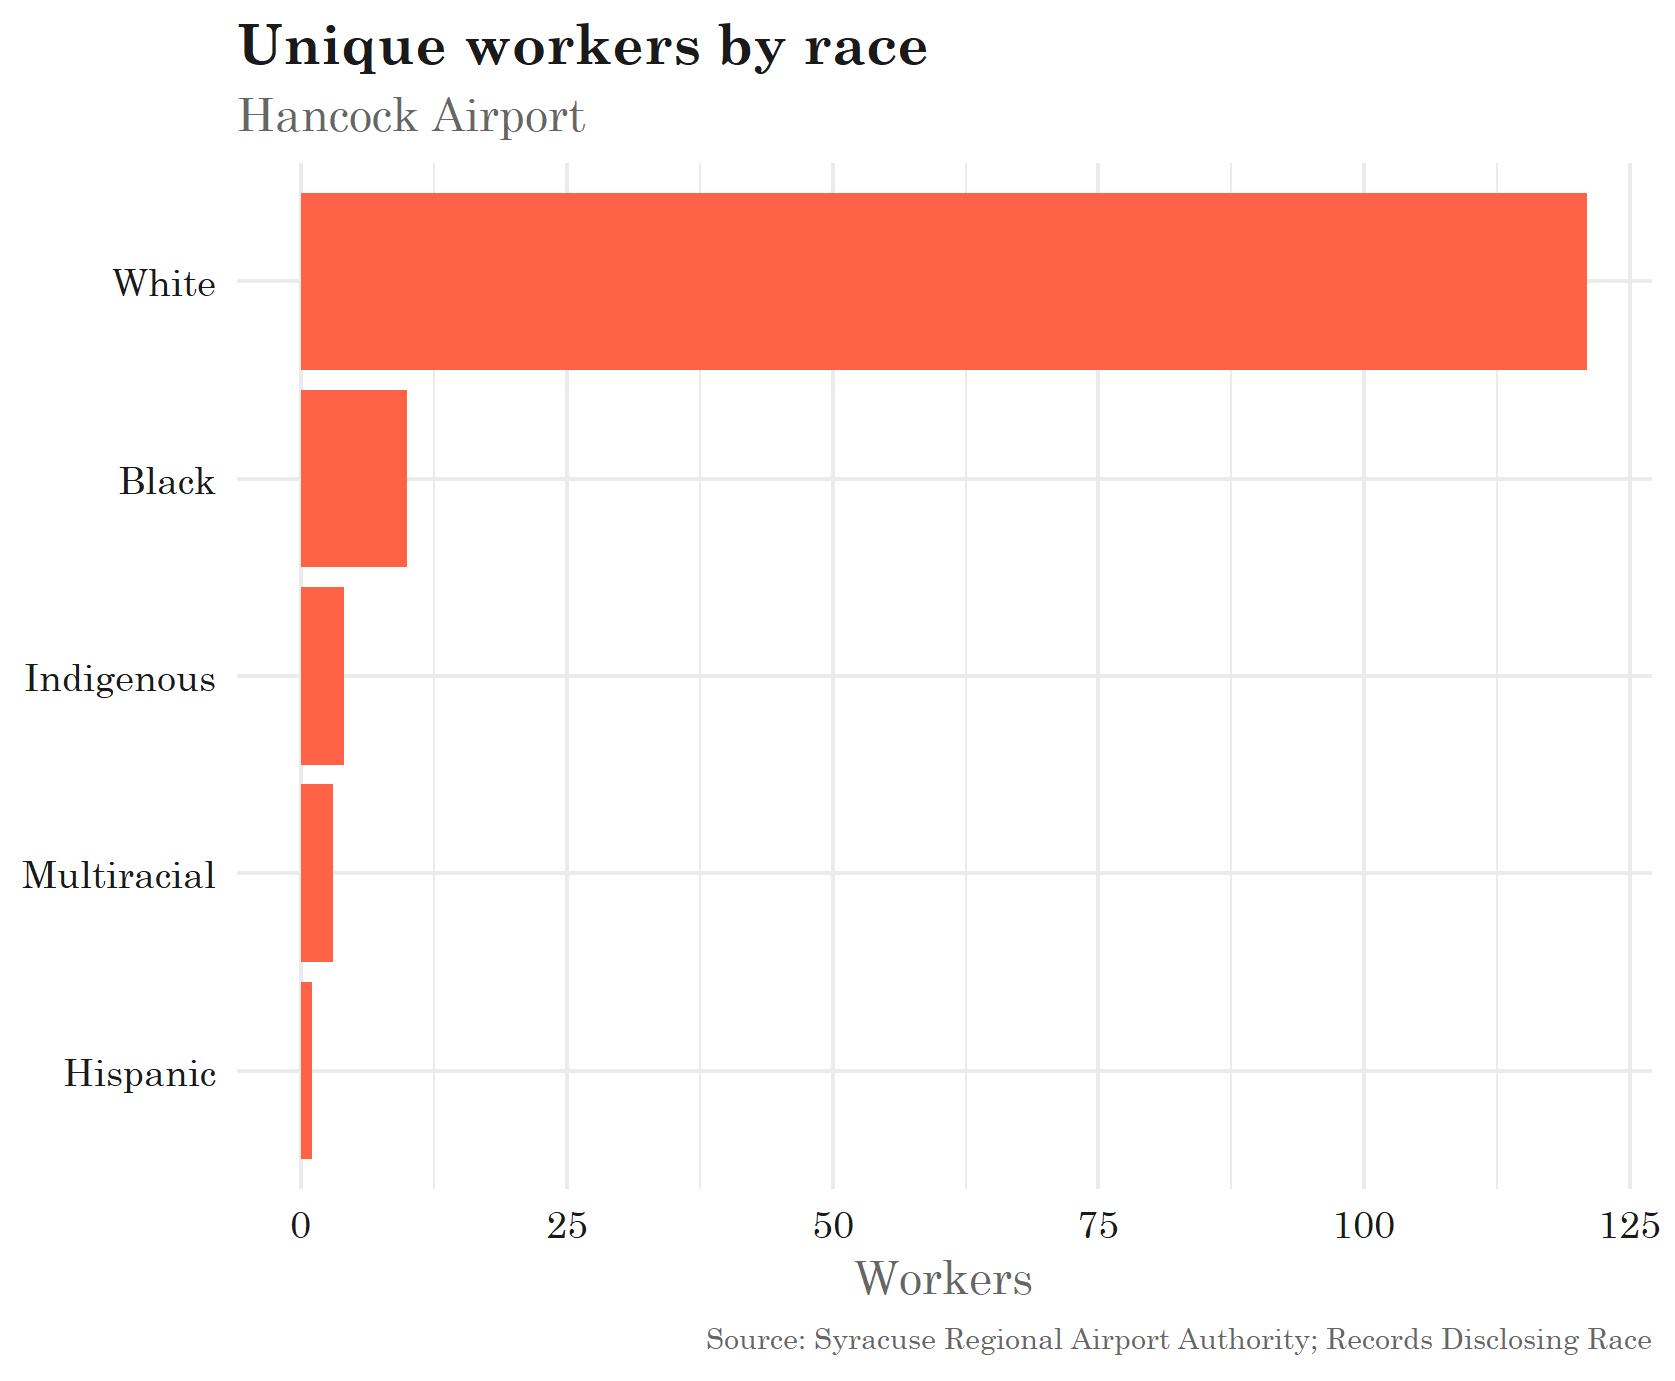 Unique workers by race
Hancock Airport
White
Black
Indigenous
Multiracial
Hispanic
0 25 50 75 100 125
Workers
Source: Syracuse Regional Airport Authority; Records Disclosing Race